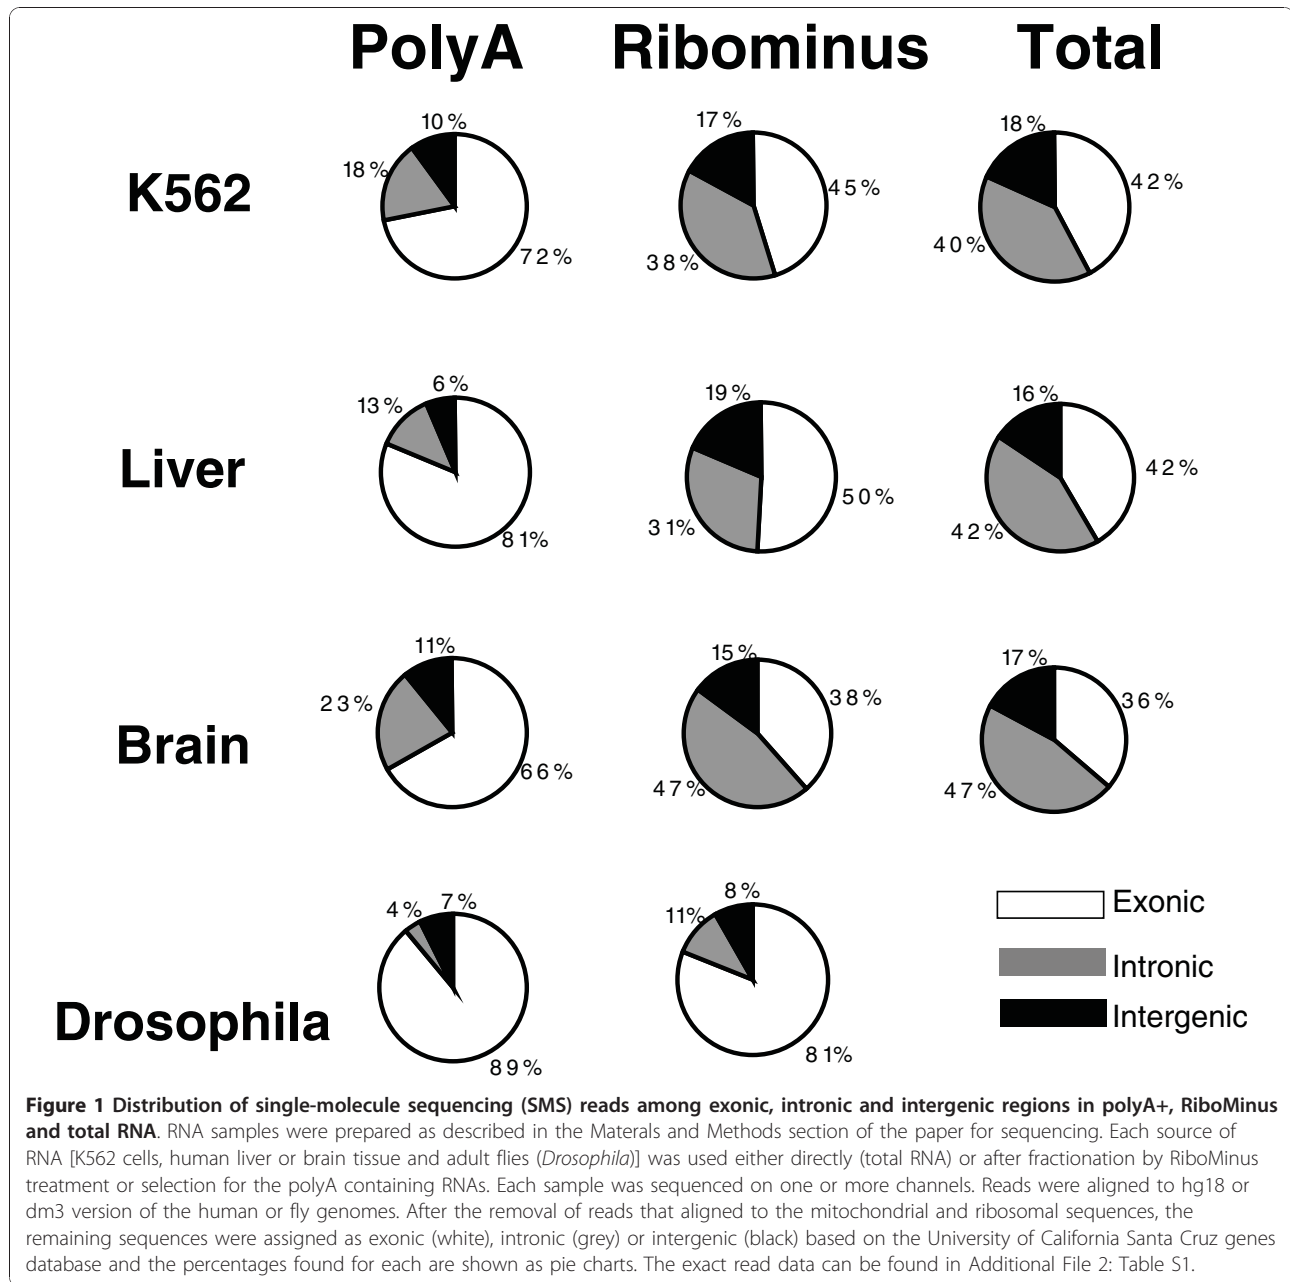 PolyA Ribominus Total
10% 17% 18%
K562 18% 72% 38% 45% 40% 42%
6% 19% 16%
Liver 13% 81% 31% 50% 42% 42%
11% 15% 17%
Brain 23% 66% 47% 38% 47% 36%
4% 7% 11% 8%
Drosophila 89% 81%
Exonic
Intronic
Intergenic
Figure 1 Distribution of single-molecule sequencing (SMS) reads among exonic, intronic and intergenic regions in polyA+, RiboMinus
and total RNA. RNA samples were prepared as described in the Materals and Methods section of the paper for sequencing. Each source of
RNA [K562 cells, human liver or brain tissue and adult flies (Drosophila)] was used either directly (total RNA) or after fractionation by RiboMinus
treatment or selection for the polyA containing RNAs. Each sample was sequenced on one or more channels. Reads were aligned to hg18 or
dm3 version of the human or fly genomes. After the removal of reads that aligned to the mitochondrial and ribosomal sequences, the
remaining sequences were assigned as exonic (white), intronic (grey) or intergenic (black) based on the University of California Santa Cruz genes
database and the percentages found for each are shown as pie charts. The exact read data can be found in Additional File 2: Table S1.